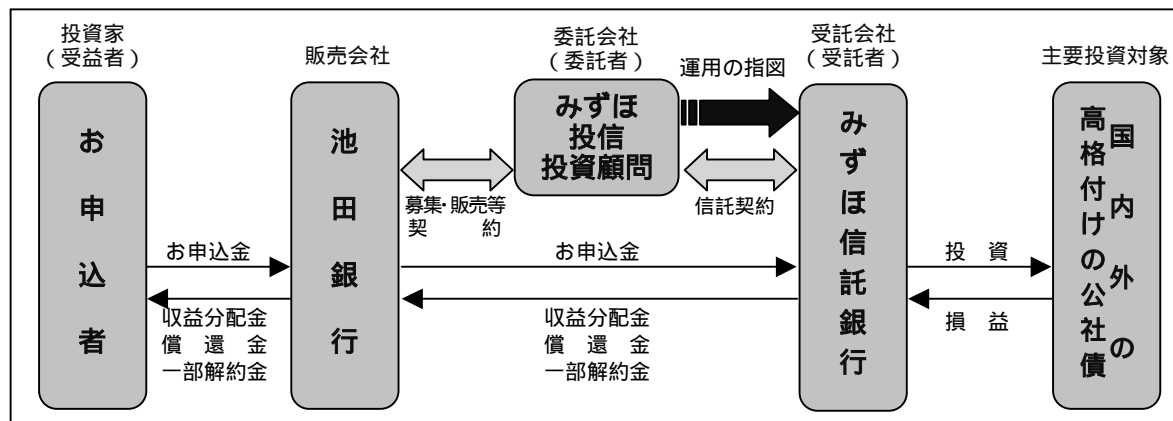 投資家
（受益者）
お申込者
販売会社
池田銀行
委託会社
（委託者）
みずほ
投信
投資顧問
運用の指図
受託会社
（受託者）
みずほ信託銀行
主要投資対象
国内外の
高格付けの公社債
募集・販売等
契　約
信託契約
お申込金
お申込金
投　資
収益分配金
償　還　金
一部解約金
収益分配金
償　還　金
一部解約金
損　益